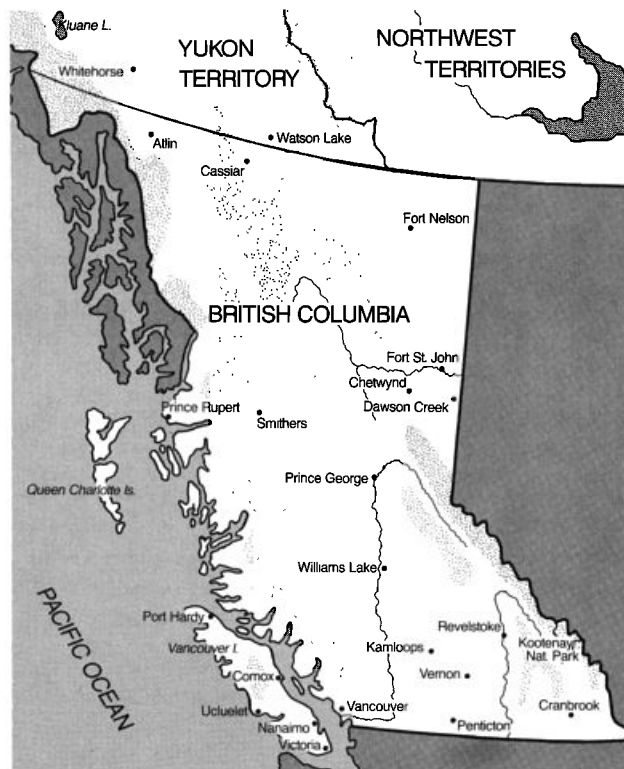 Kluane L.
YUKON
TERRITORY
NORTHWEST
TERRITORIES
Whitehorse
Atlin
Watson Lake
Cassiar
Fort Nelson
BRITISH COLUMBIA
Fort St. John
Chetwynd
Dawson Creek
Prince Rupert
Smithers
Queen Charlotte Is.
Prince George
Williams Lake
PACIFIC OCEAN
Port Hardy
Vancouver I.
Revelstoke
Kamloops
Kootenay
Nat. Park
Vernon
Comox
Ucluelet
Vancouver
Cranbrook
Nanaimo
Penticton
Victoria